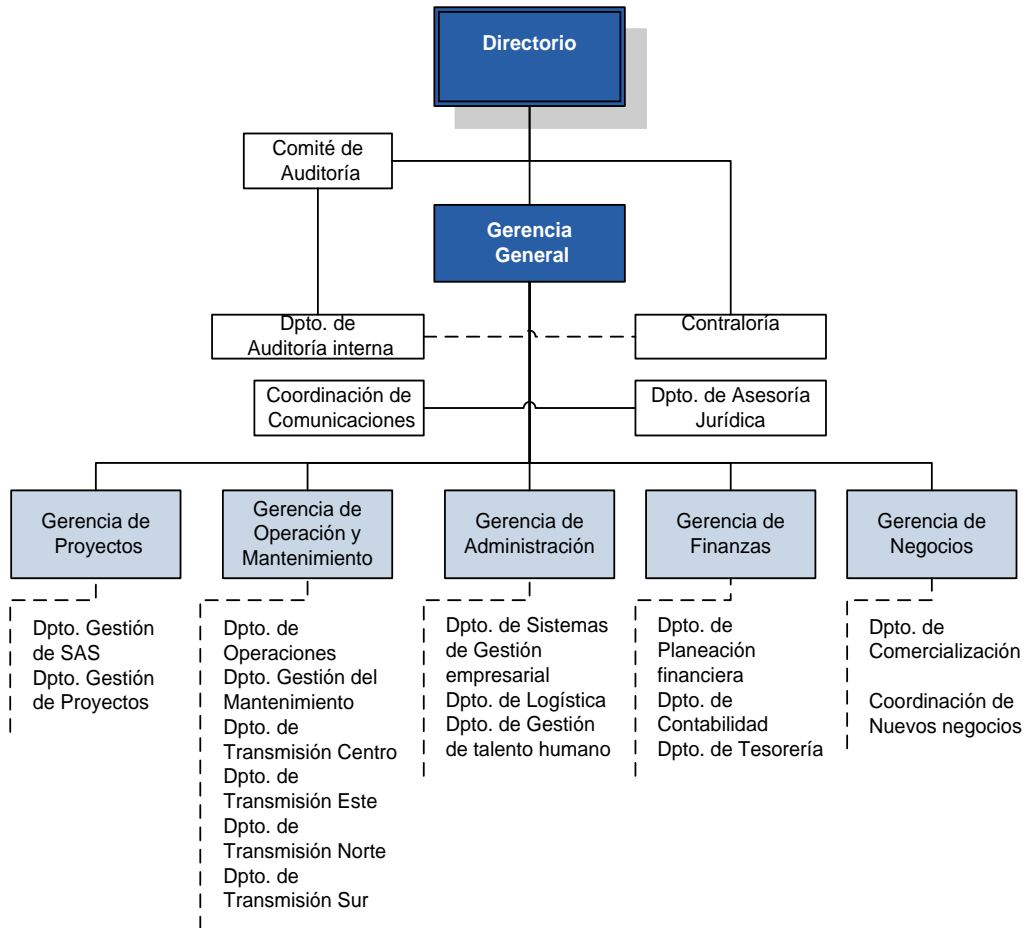 Directorio
Comité de
Auditoría
Gerencia
General
Dpto. de
Auditoría interna
Contraloría
Coordinación de
Comunicaciones
Dpto. de Asesoría
Jurídica
Gerencia de
Proyectos
Gerencia de
Operación y
Mantenimiento
Gerencia de
Administración
Gerencia de
Finanzas
Gerencia de
Negocios
Dpto. Gestión
de SAS
Dpto. Gestión
de Proyectos
Dpto. de
Operaciones
Dpto. Gestión del
Mantenimiento
Dpto. de
Transmisión Centro
Dpto. de
Transmisión Este
Dpto. de
Transmisión Norte
Dpto. de
Transmisión Sur
Dpto. de Sistemas
de Gestión
empresarial
Dpto. de Logística
Dpto. de Gestión
de talento humano
Dpto. de
Planeación
financiera
Dpto. de
Contabilidad
Dpto. de Tesorería
Dpto. de
Comercialización
Coordinación de
Nuevos negocios